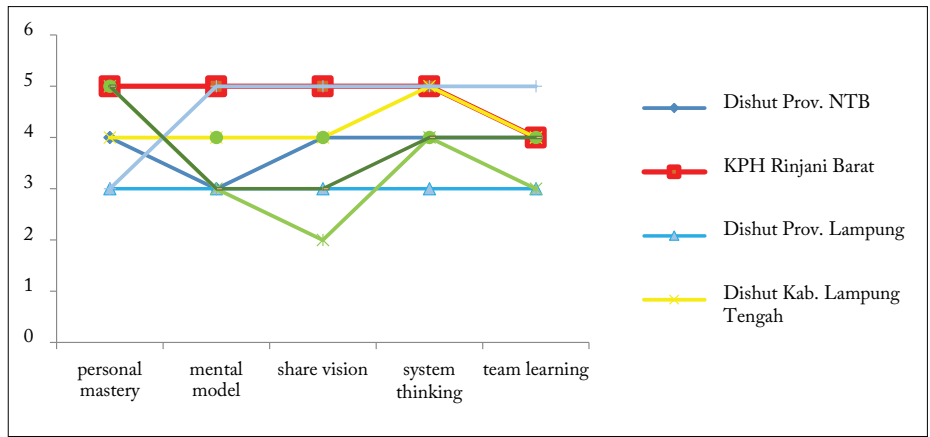 6
5
4
3
2
1
0
personal
mastery
mental
model
share vision
system
thinking
team learning
Dishut Prov. NTB
KPH Rinjani Barat
Dishut Prov. Lampung
Dishut Kab. Lampung
Tengah